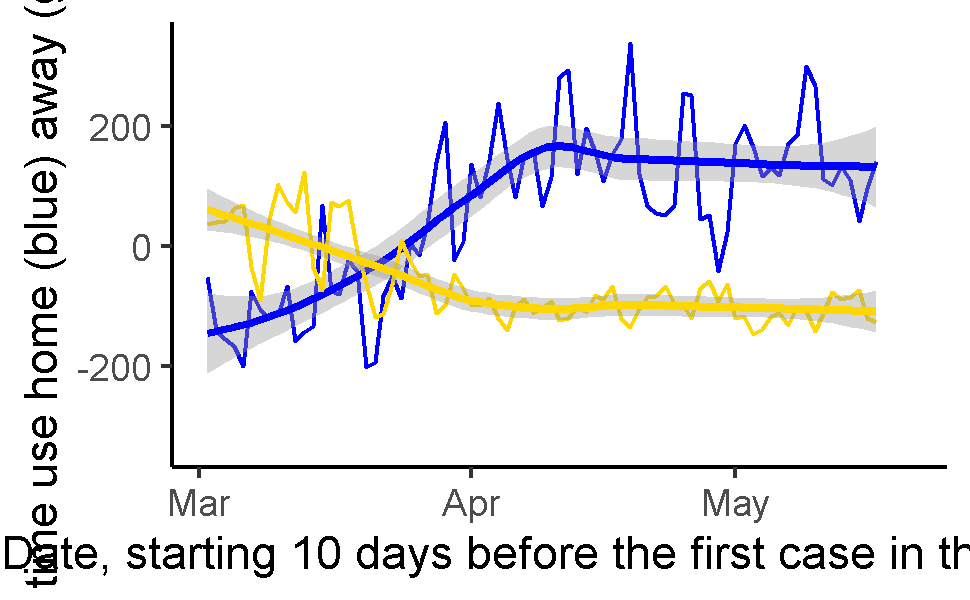 time use home (blue) away (
200
0
-200
Mar Apr May
Date, starting 10 days before the first case in th